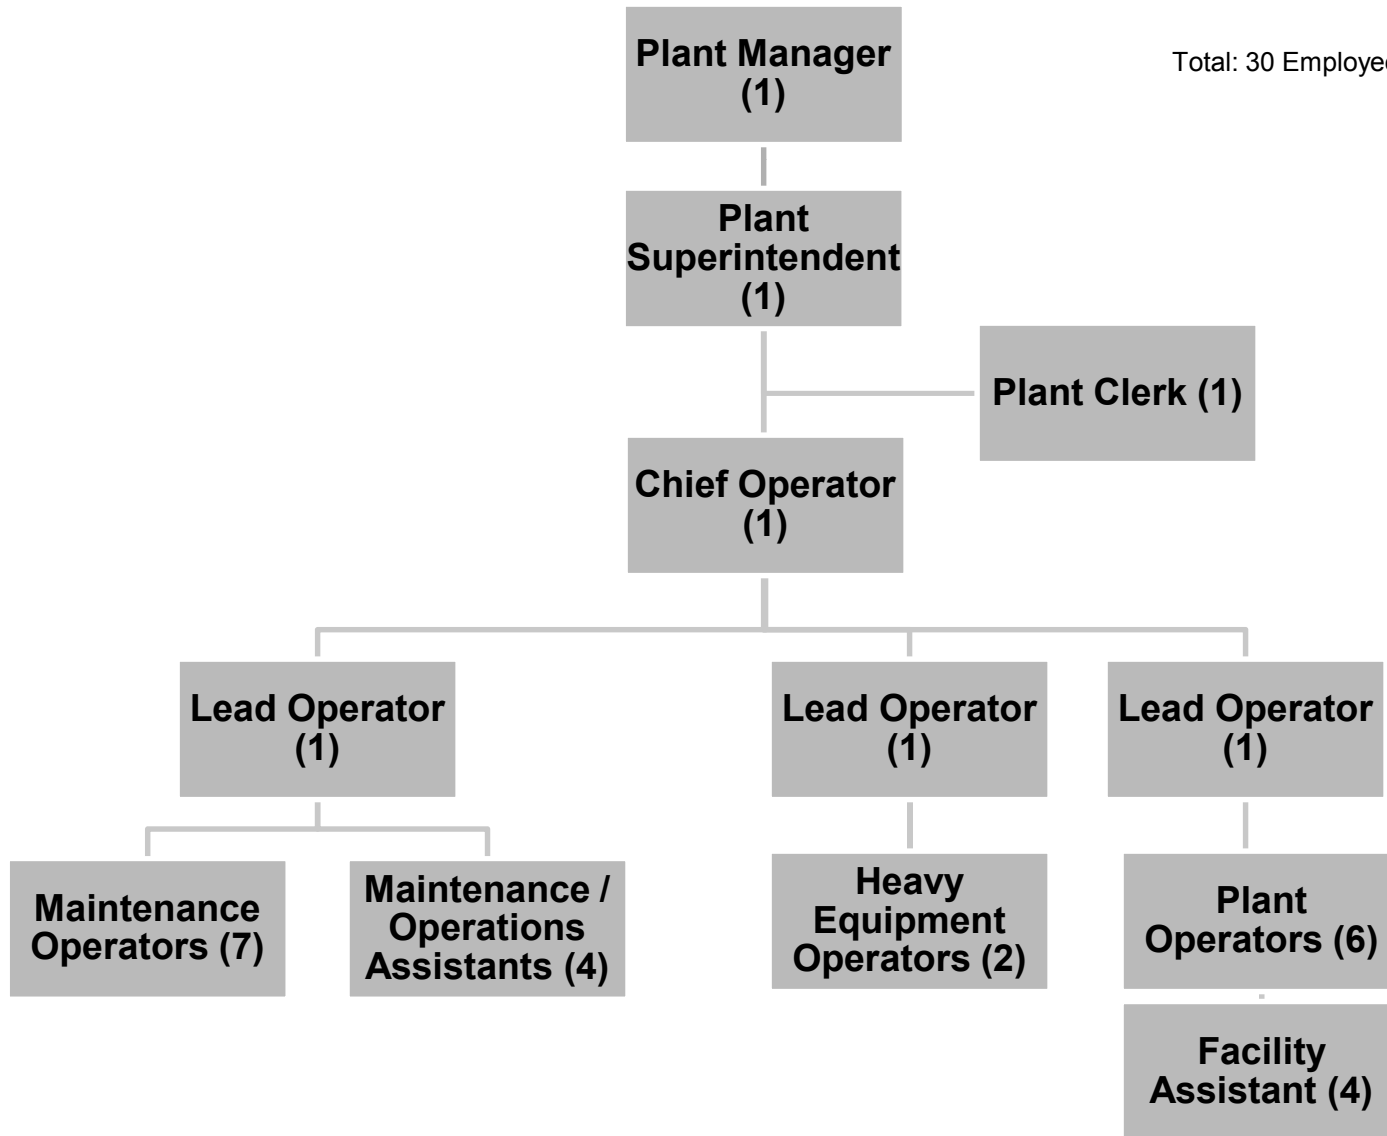 Plant Manager
(1)
Total: 30 Employe
Plant
Superintendent
(1)
Plant Clerk (1)
Chief Operator
(1)
Lead Operator
(1)
Lead Operator
(1)
Lead Operator
(1)
Maintenance
Operators (7)
Maintenance /
Operations
Assistants (4)
Heavy
Equipment
Operators (2)
Plant
Operators (6)
Facility
Assistant (4)